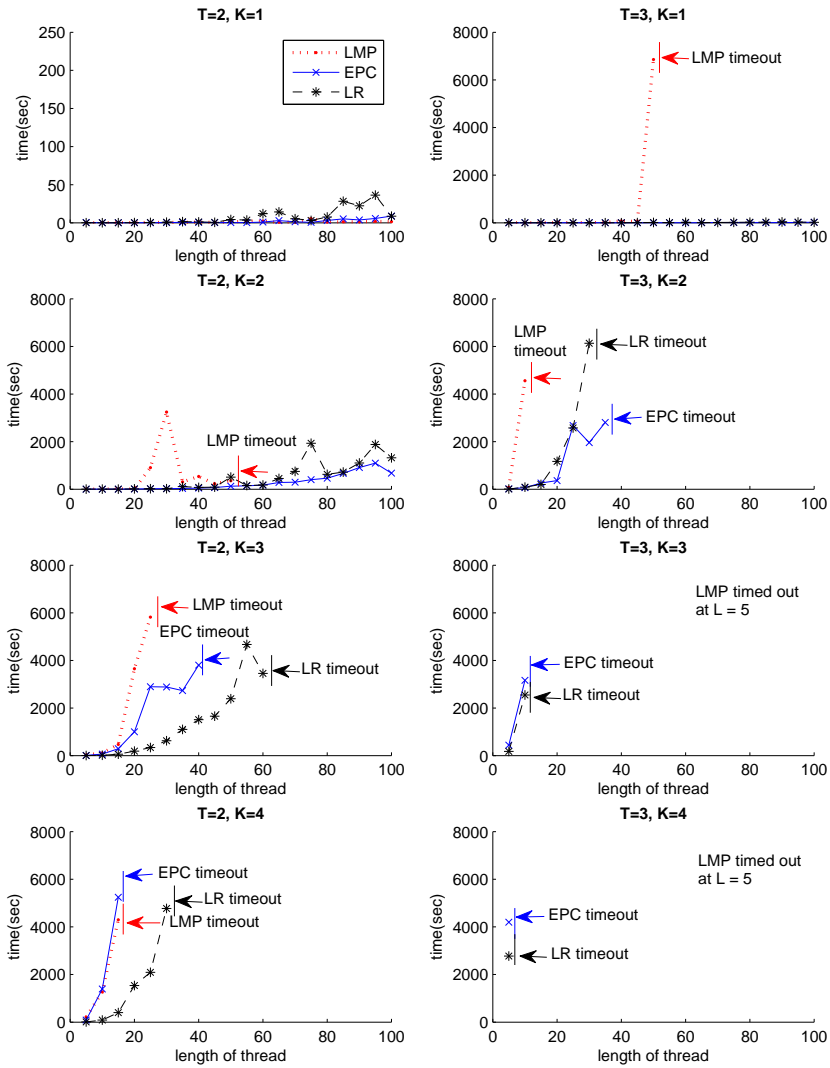 T=2, K=1
250
200
150
100
50
0
time(sec)
LMP
EPC
LR
0 20 40 60 80 100
length of thread
T=3, K=1
8000
6000
4000
2000
0
time(sec)
LMP timeout
0 20 40 60 80 100
length of thread
T=2, K=2
8000
6000
4000
2000
0
time(sec)
LMP timeout
0 20 40 60 80 100
length of thread
T=3, K=2
8000
6000
4000
2000
0
time(sec)
LMP
timeout
LR timeout
EPC timeout
0 20 40 60 80 100
length of thread
T=2, K=3
8000
6000
4000
2000
0
time(sec)
LMP timeout
EPC timeout
LR timeout
0 20 40 60 80 100
length of thread
T=3, K=3
8000
6000
4000
2000
0
time(sec)
LMP timed out
at L = 5
EPC timeout
LR timeout
0 20 40 60 80 100
length of thread
T=2, K=4
8000
6000
4000
2000
0
time(sec)
EPC timeout
LR timeout
LMP timeout
0 20 40 60 80 100
length of thread
T=3, K=4
8000
6000
4000
2000
0
time(sec)
LMP timed out
at L = 5
EPC timeout
LR timeout
0 20 40 60 80 100
length of thread